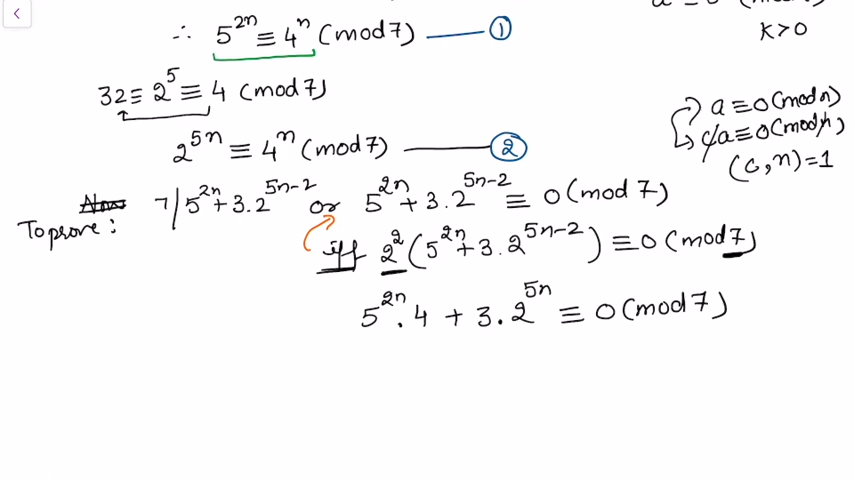 ∴ 5^{2n} ≡ 4^n (mod 7) —— ①
K > 0
32 ≡ 2^5 ≡ 4 (mod 7)
a ≡ 0 (mod n)
ca ≡ 0 (mod n)
(c, n) = 1
2^{5n} ≡ 4^n (mod 7) —— ②
To prove: 7 | 5^{2n} + 3.2^{5n-2} or 5^{2n} + 3.2^{5n-2} ≡ 0 (mod 7)
iff 2^2 (5^{2n} + 3.2^{5n-2}) ≡ 0 (mod 7)
5^{2n} . 4 + 3.2^{5n} ≡ 0 (mod 7)